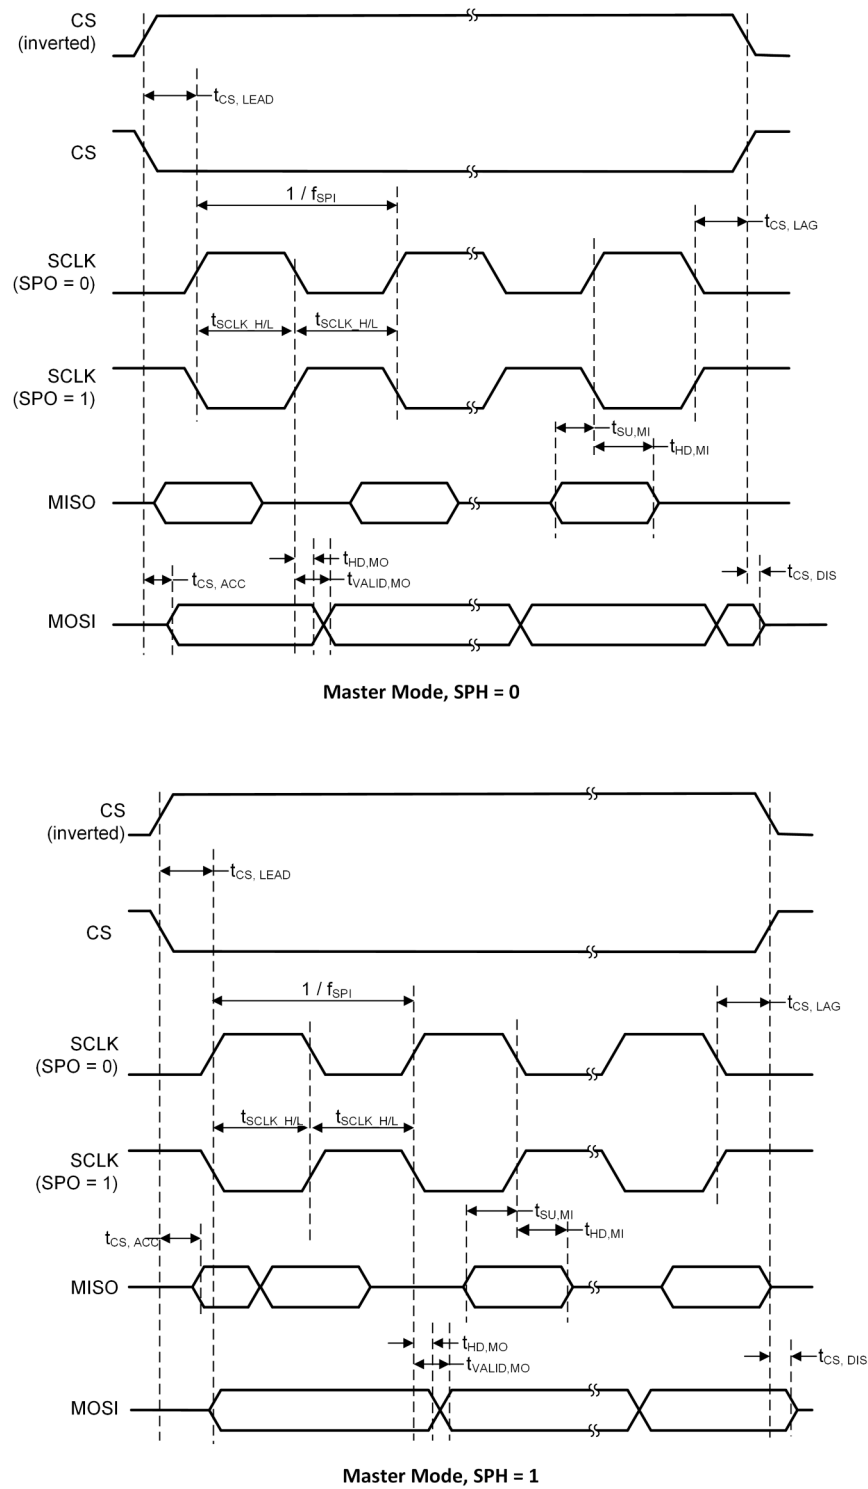 CS
(inverted)
tCS, LEAD
CS
1 / fSPI
tCS, LAG
SCLK
(SPO = 0)
tSCLK_H/L tSCLK_H/L
SCLK
(SPO = 1)
tSU,MI
tHD,MI
MISO
tHD,MO
tCS, ACC tVALID,MO tCS, DIS
MOSI
Master Mode, SPH = 0
CS
(inverted)
tCS, LEAD
CS
1 / fSPI
tCS, LAG
SCLK
(SPO = 0)
tSCLK_H/L tSCLK_H/L
SCLK
(SPO = 1)
tSU,MI
tCS, ACC tHD,MI
MISO
tHD,MO
tVALID,MO tCS, DIS
MOSI
Master Mode, SPH = 1